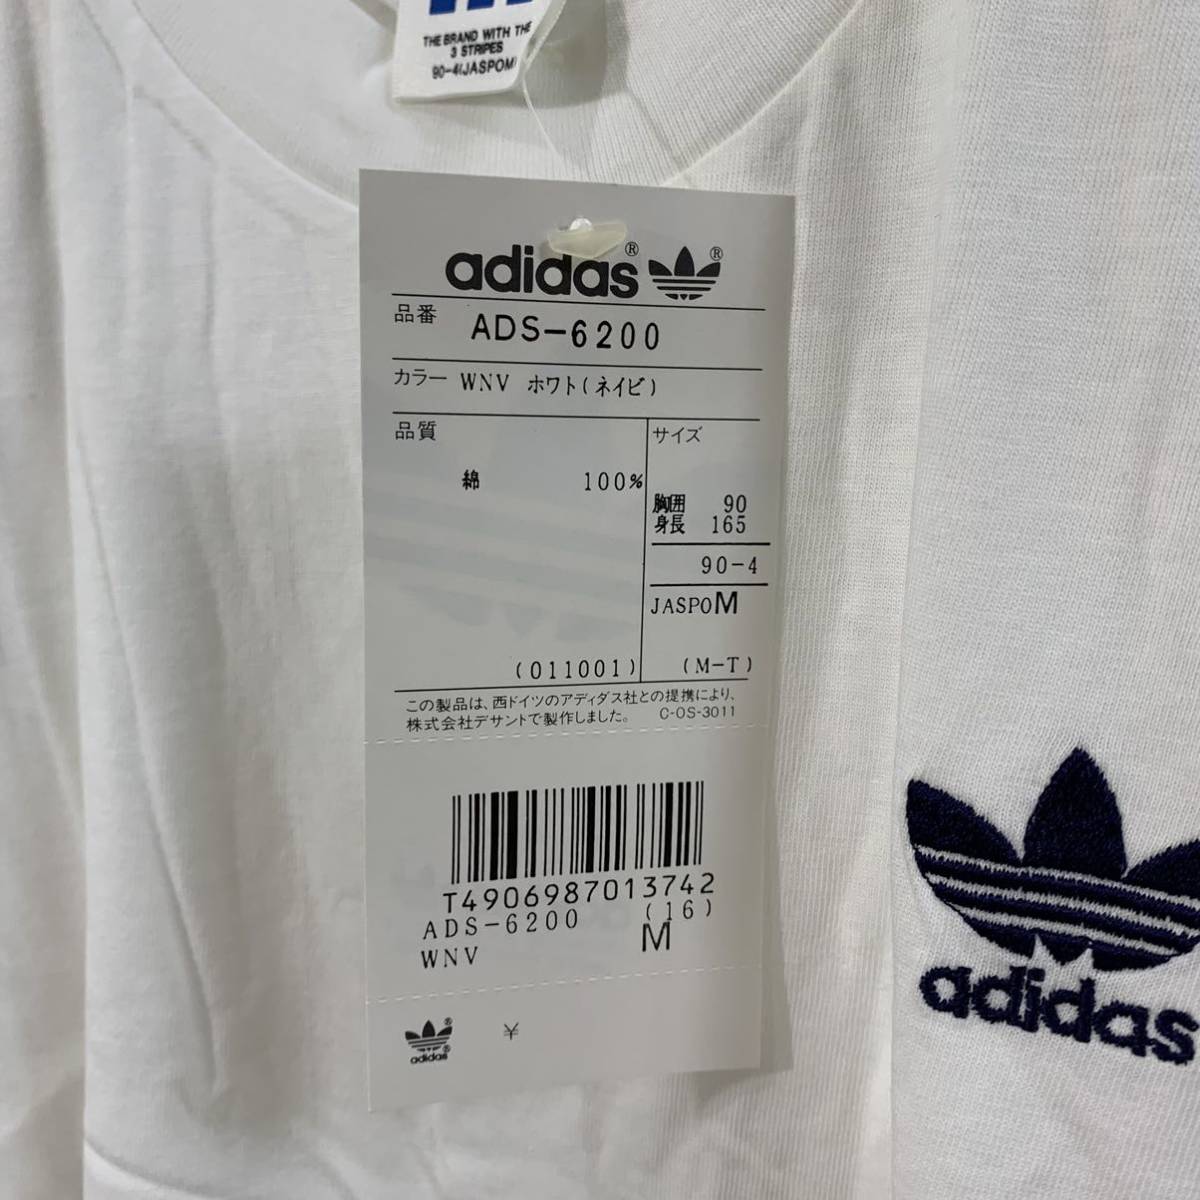 THE BRAND WITH THE
3 STRIPES
90-4(JASPOM)
adidas® ®
品番 ADS-6200
カラー WNV ホワト(ネイビ)
品質
綿 100%
(011001)
サイズ
胸囲 90
身長 165
90-4
JASPOM
(M-T)
この製品は、西ドイツのアディダス社との提携により、
株式会社デサントで製作しました。 C-OS-3011
T4906987013742
ADS-6200 (16)
WNV M
adidas® ¥
adidas